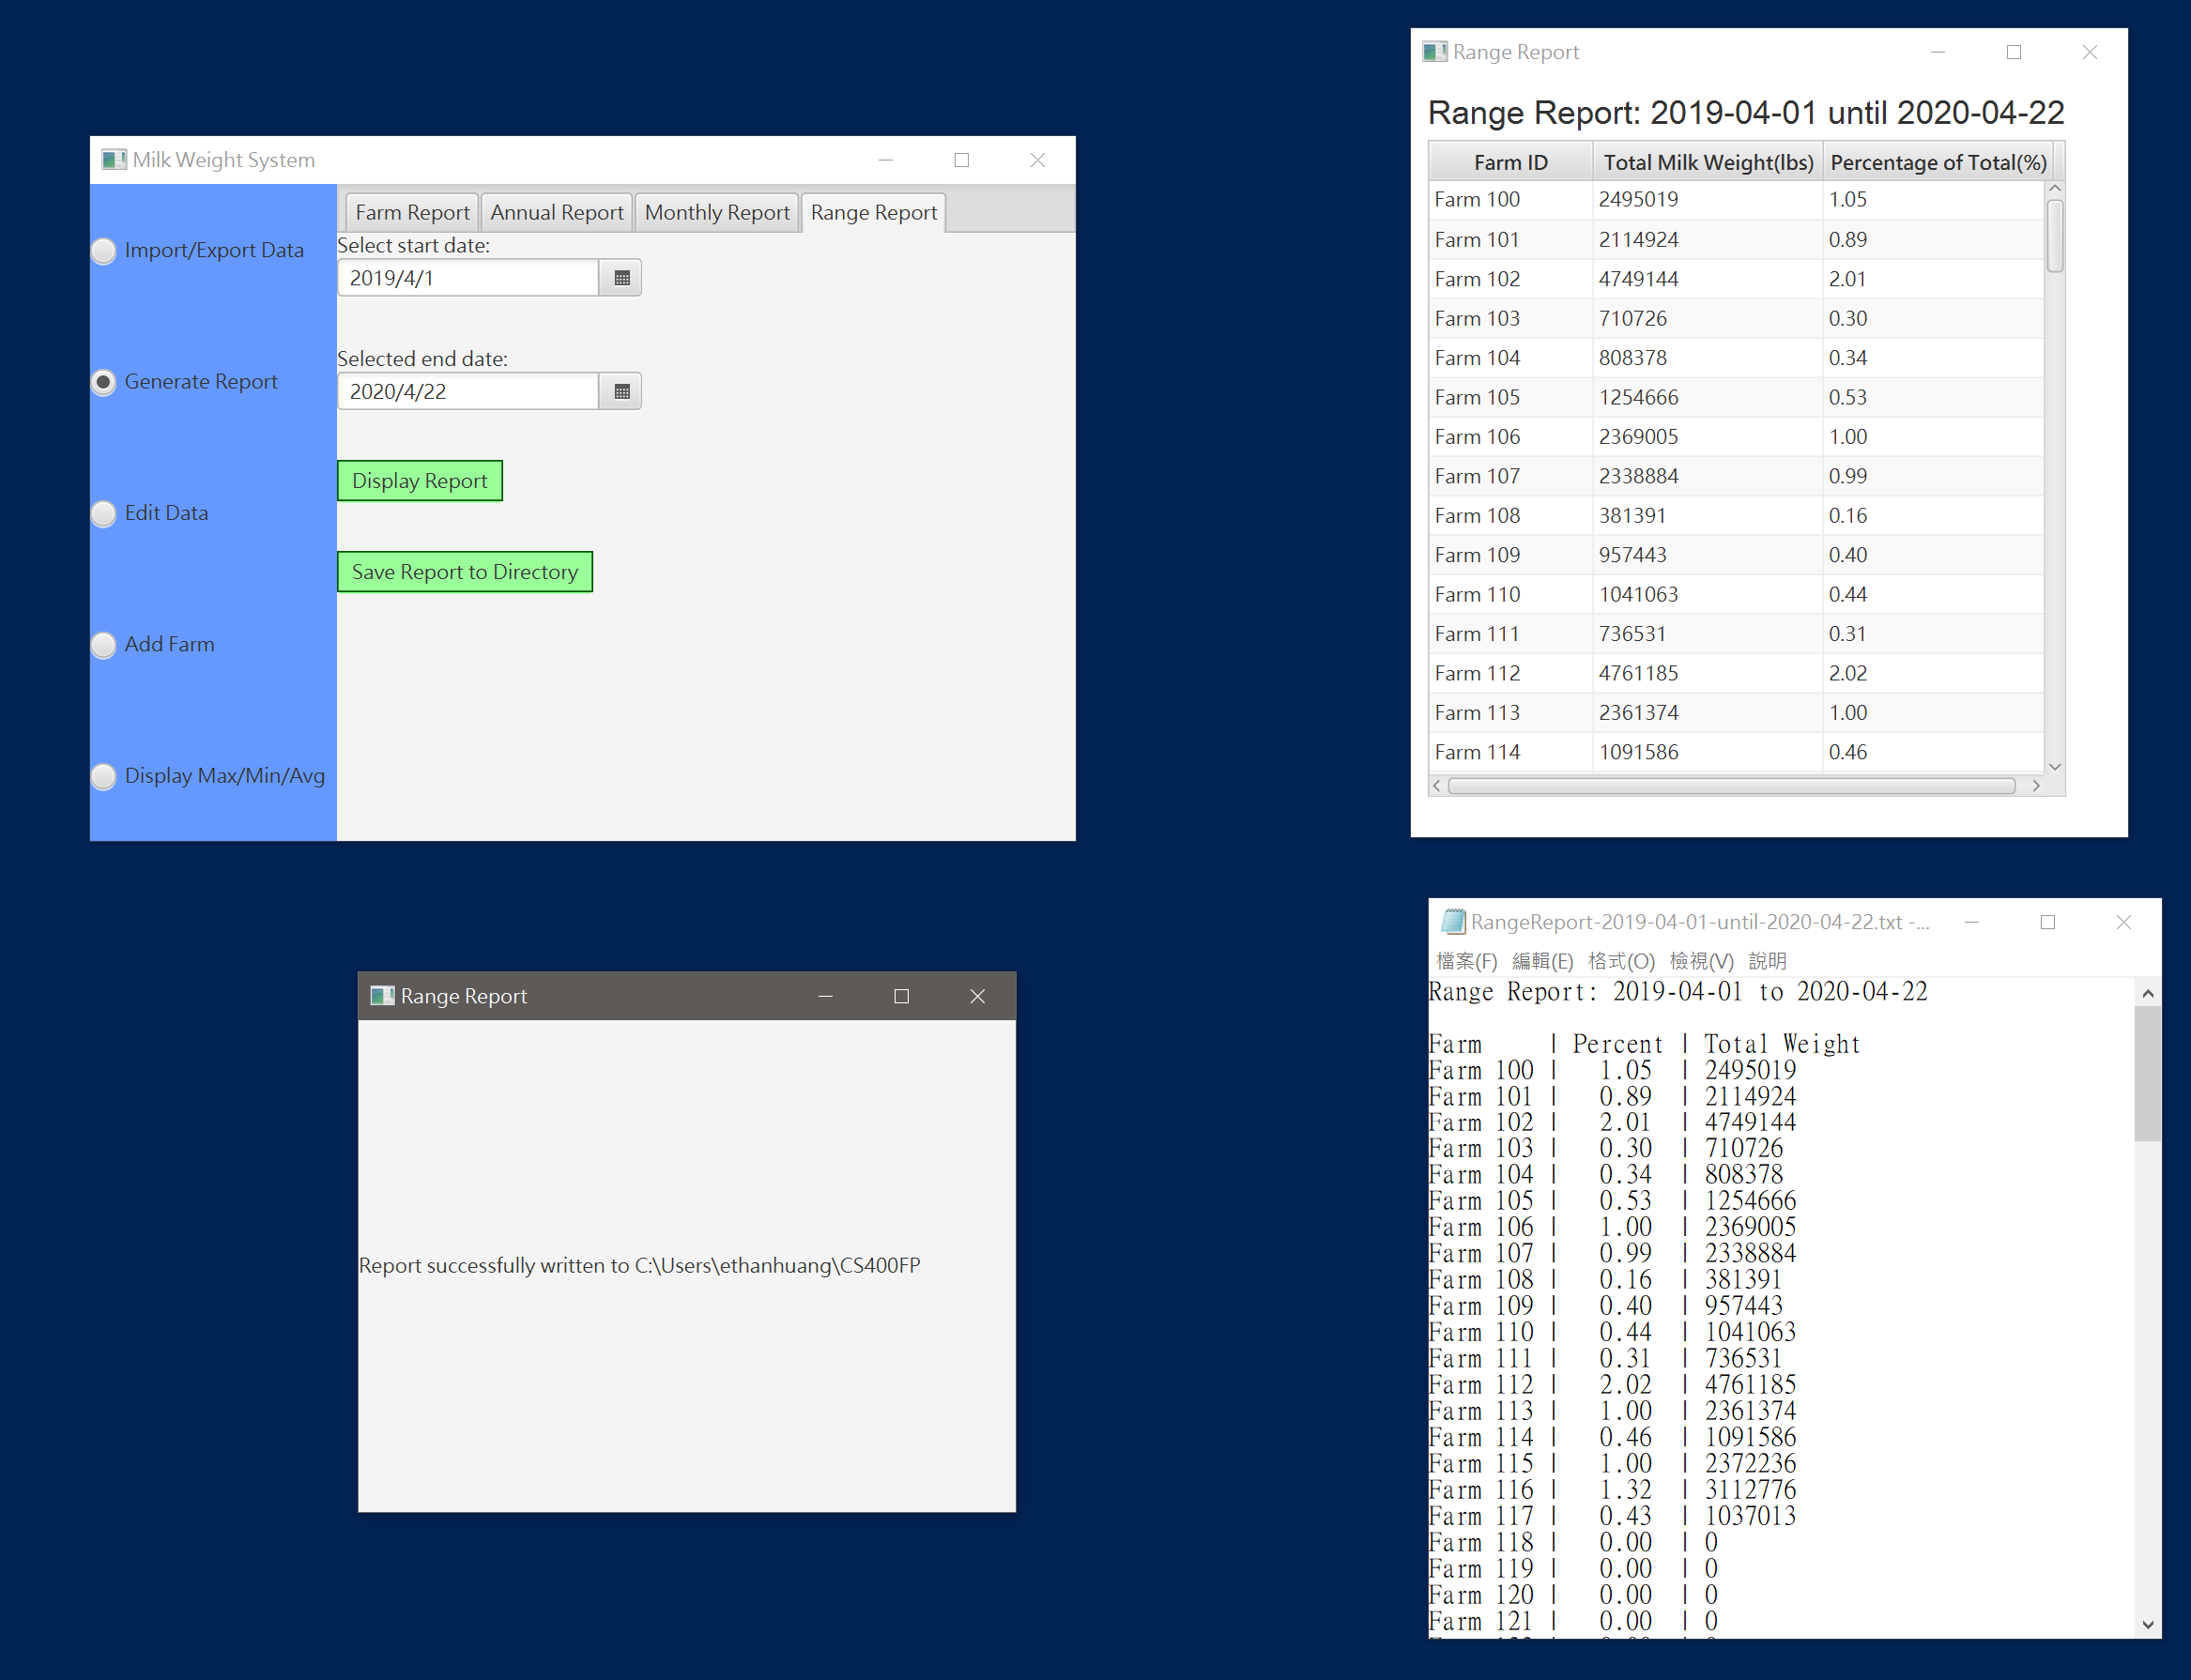 Milk Weight System
Import/Export Data
Generate Report
Edit Data
Add Farm
Display Max/Min/Avg
Farm Report Annual Report Monthly Report Range Report
Select start date:
2019/4/1
Selected end date:
2020/4/22
Display Report
Save Report to Directory
Range Report
Range Report: 2019-04-01 until 2020-04-22
Farm ID Total Milk Weight(lbs) Percentage of Total(%)
Farm 100 2495019 1.05
Farm 101 2114924 0.89
Farm 102 4749144 2.01
Farm 103 710726 0.30
Farm 104 808378 0.34
Farm 105 1254666 0.53
Farm 106 2369005 1.00
Farm 107 2338884 0.99
Farm 108 381391 0.16
Farm 109 957443 0.40
Farm 110 1041063 0.44
Farm 111 736531 0.31
Farm 112 4761185 2.02
Farm 113 2361374 1.00
Farm 114 1091586 0.46
Range Report
Report successfully written to C:\Users\ethanhuang\CS400FP
RangeReport-2019-04-01-until-2020-04-22.txt -...
檔案(F) 編輯(E) 格式(O) 檢視(V) 說明
Range Report: 2019-04-01 to 2020-04-22
Farm | Percent | Total Weight
Farm 100 | 1.05 | 2495019
Farm 101 | 0.89 | 2114924
Farm 102 | 2.01 | 4749144
Farm 103 | 0.30 | 710726
Farm 104 | 0.34 | 808378
Farm 105 | 0.53 | 1254666
Farm 106 | 1.00 | 2369005
Farm 107 | 0.99 | 2338884
Farm 108 | 0.16 | 381391
Farm 109 | 0.40 | 957443
Farm 110 | 0.44 | 1041063
Farm 111 | 0.31 | 736531
Farm 112 | 2.02 | 4761185
Farm 113 | 1.00 | 2361374
Farm 114 | 0.46 | 1091586
Farm 115 | 1.00 | 2372236
Farm 116 | 1.32 | 3112776
Farm 117 | 0.43 | 1037013
Farm 118 | 0.00 | 0
Farm 119 | 0.00 | 0
Farm 120 | 0.00 | 0
Farm 121 | 0.00 | 0